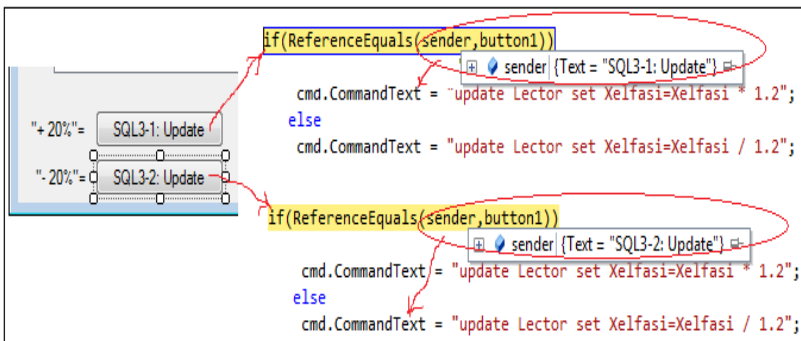 if(ReferenceEquals(sender,button1))
sender {Text = "SQL3-1: Update"}
cmd.CommandText = "update Lector set Xelfasi=Xelfasi * 1.2";
else
cmd.CommandText = "update Lector set Xelfasi=Xelfasi / 1.2";
"+ 20%"= SQL3-1: Update
"- 20%"= SQL3-2: Update
if(ReferenceEquals(sender,button1))
sender {Text = "SQL3-2: Update"}
cmd.CommandText = "update Lector set Xelfasi=Xelfasi * 1.2";
else
cmd.CommandText = "update Lector set Xelfasi=Xelfasi / 1.2";